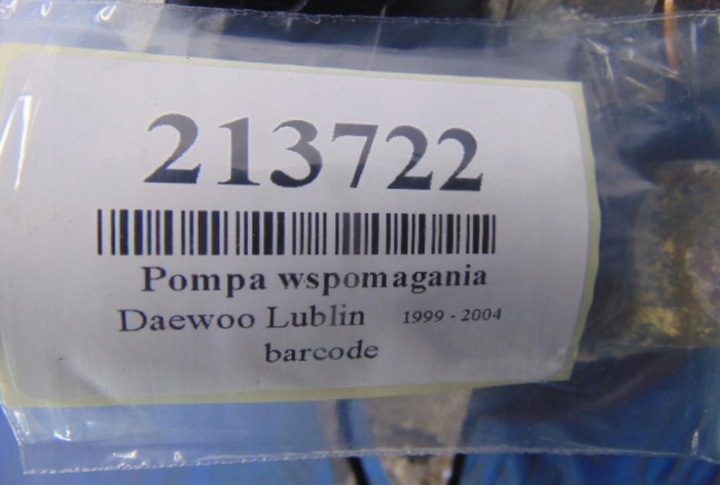 213722
Pompa wspomagania
Daewoo Lublin 1999 - 2004
barcode